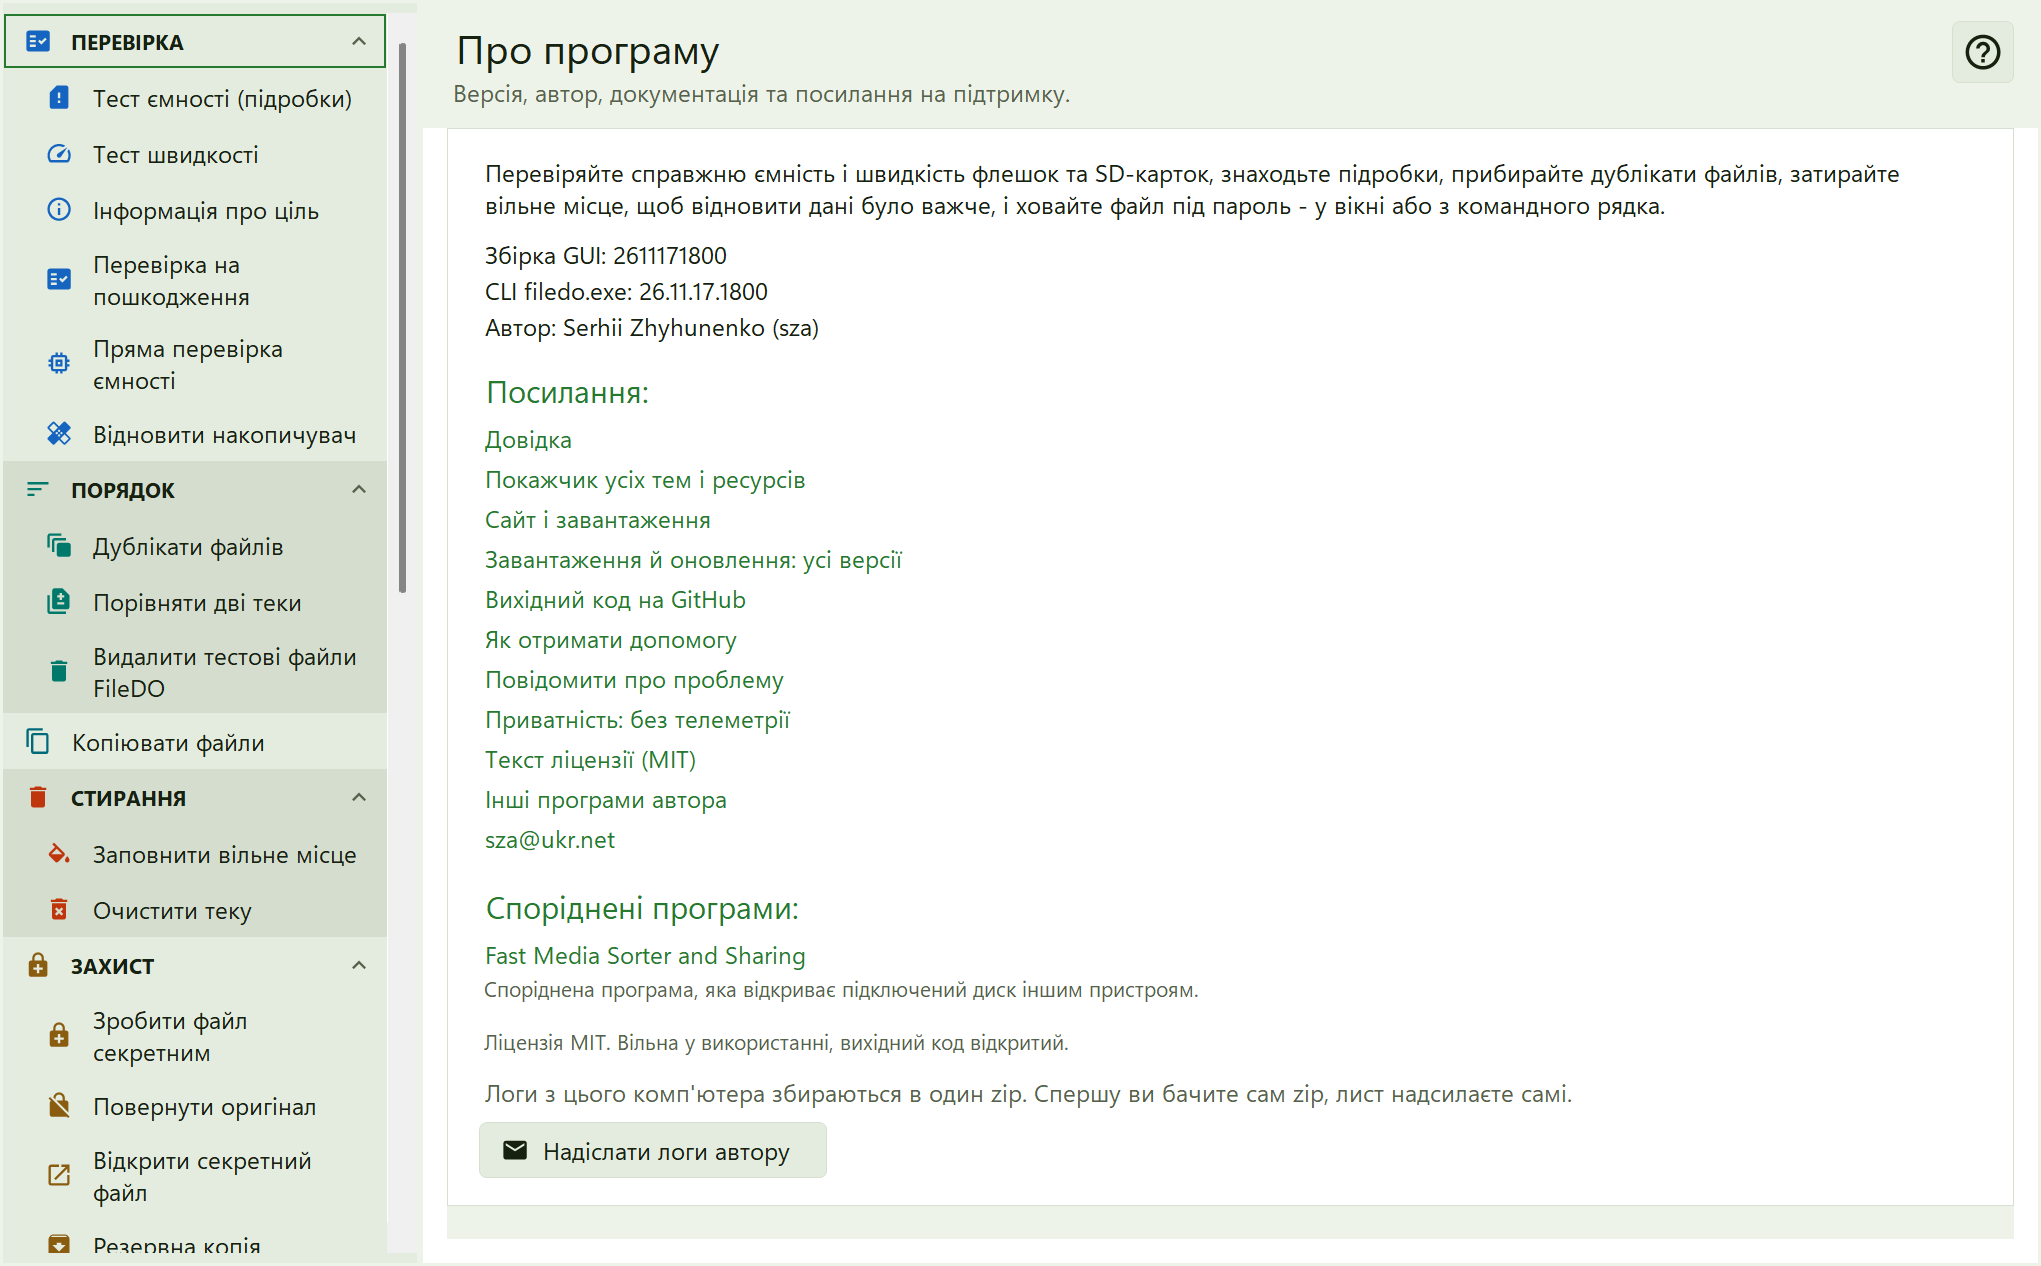 ПЕРЕВІРКА
Тест ємності (підробки)
Тест швидкості
Інформація про ціль
Перевірка на
пошкодження
Пряма перевірка
ємності
Відновити накопичувач
ПОРЯДОК
Дублікати файлів
Порівняти дві теки
Видалити тестові файли
FileDO
Копіювати файли
СТИРАННЯ
Заповнити вільне місце
Очистити теку
ЗАХИСТ
Зробити файл
секретним
Повернути оригінал
Відкрити секретний
файл
Резервна копія
Про програму
Версія, автор, документація та посилання на підтримку.
Перевіряйте справжню ємність і швидкість флешок та SD-карток, знаходьте підробки, прибирайте дублікати файлів, затирайте
вільне місце, щоб відновити дані було важче, і ховайте файл під пароль - у вікні або з командного рядка.
Збірка GUI: 2611171800
CLI filedo.exe: 26.11.17.1800
Автор: Serhii Zhyhunenko (sza)
Посилання:
Довідка
Покажчик усіх тем і ресурсів
Сайт і завантаження
Завантаження й оновлення: усі версії
Вихідний код на GitHub
Як отримати допомогу
Повідомити про проблему
Приватність: без телеметрії
Текст ліцензії (MIT)
Інші програми автора
sza@ukr.net
Споріднені програми:
Fast Media Sorter and Sharing
Споріднена програма, яка відкриває підключений диск іншим пристроям.
Ліцензія MIT. Вільна у використанні, вихідний код відкритий.
Логи з цього комп'ютера збираються в один zip. Спершу ви бачите сам zip, лист надсилаєте самі.
Надіслати логи автору